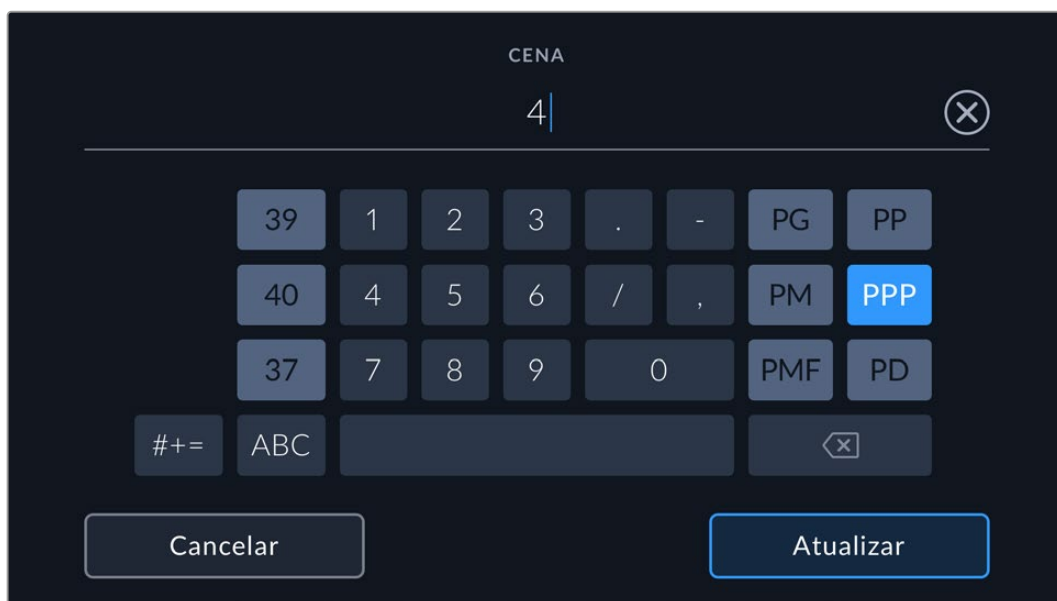 CENA
4
39 1 2 3 . - PG PP
40 4 5 6 / , PM PPP
37 7 8 9 0 PMF PD
#+= ABC
Cancelar Atualizar